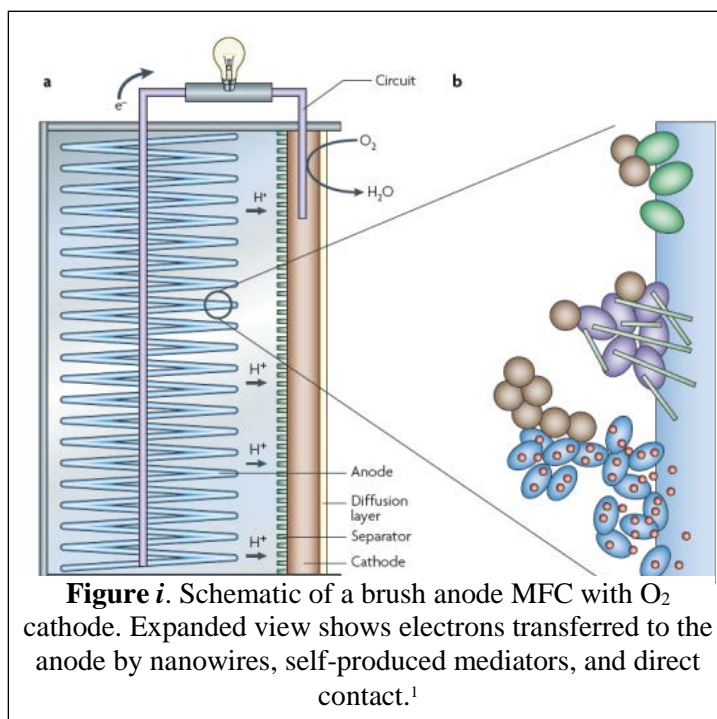 a
b
e⁻
Circuit
O₂
H₂O
H⁺
H⁺
H⁺
H⁺
Anode
Diffusion
layer
Separator
Cathode
Figure i. Schematic of a brush anode MFC with O₂
cathode. Expanded view shows electrons transferred to the
anode by nanowires, self-produced mediators, and direct
contact.¹